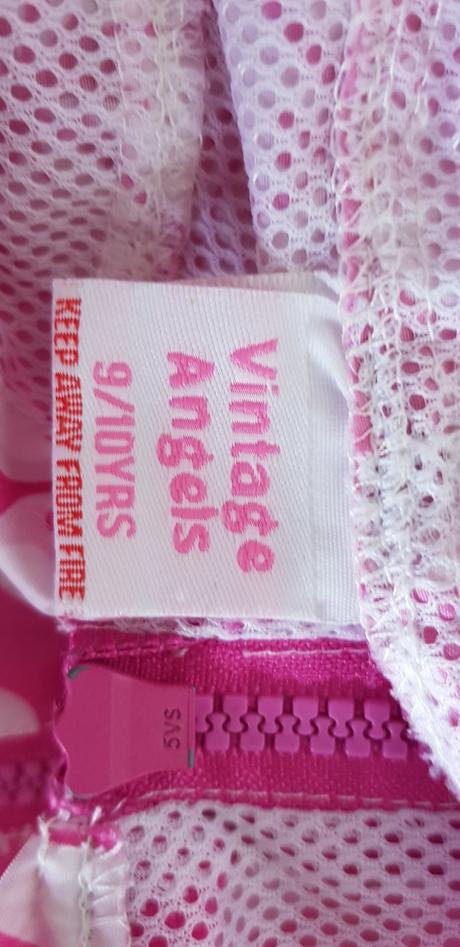 Vintage
Angels
9/10YRS
KEEP AWAY FROM FIRE
5VS